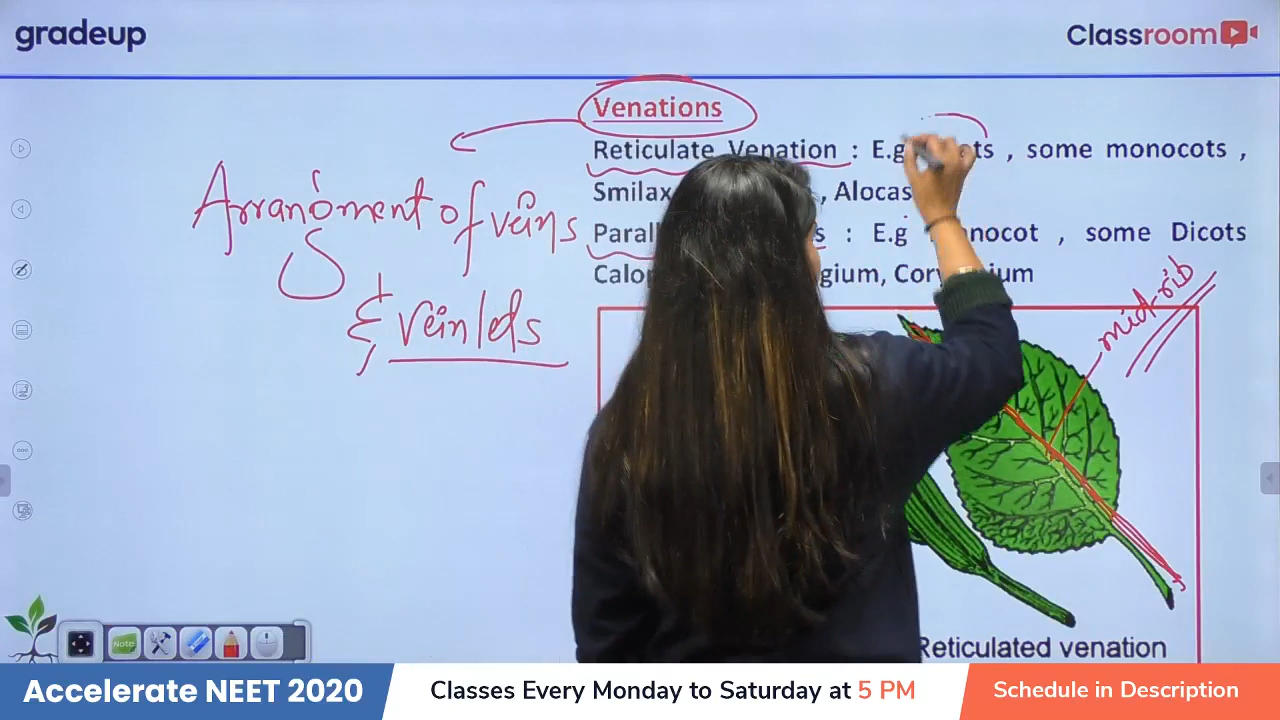 gradeup
Classroom
Venations
Reticulate Venation : E.g ts , some monocots ,
Smilax , Alocas
Paral s : E.g nocot , some Dicots
Calo gium, Cory ium
Arrangment of veins
& veinlets
mid-rib
Reticulated venation
Note
Accelerate NEET 2020
Classes Every Monday to Saturday at 5 PM
Schedule in Description